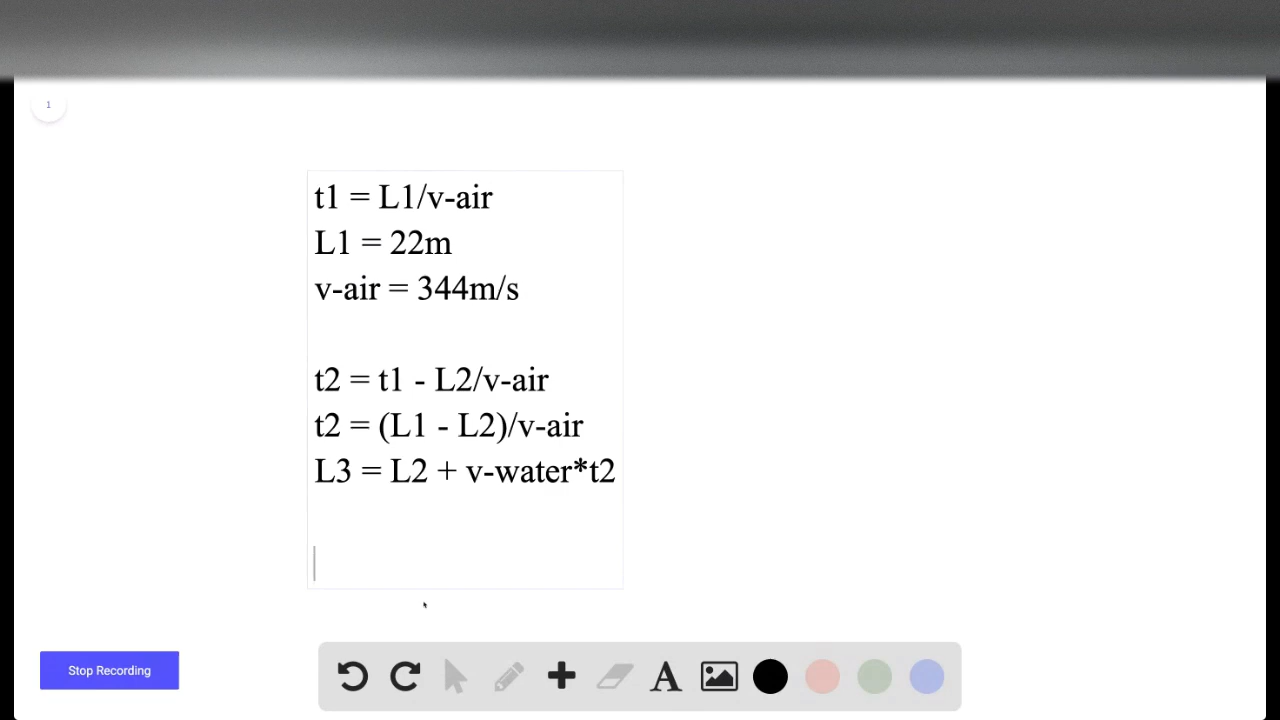 1
t1 = L1/v-air
L1 = 22m
v-air = 344m/s
t2 = t1 - L2/v-air
t2 = (L1 - L2)/v-air
L3 = L2 + v-water*t2
Stop Recording
A